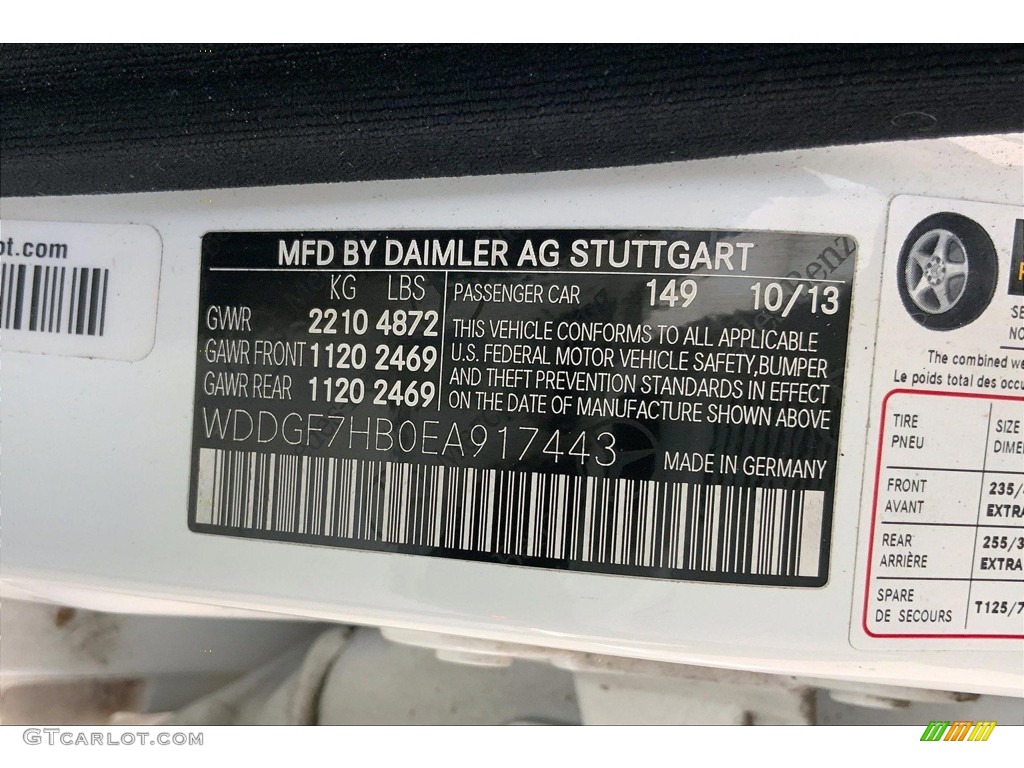 ot.com
MFD BY DAIMLER AG STUTTGART
KG LBS
GVWR 2210 4872
GAWR FRONT 1120 2469
GAWR REAR 1120 2469
PASSENGER CAR 149 10/13
THIS VEHICLE CONFORMS TO ALL APPLICABLE
U.S. FEDERAL MOTOR VEHICLE SAFETY,BUMPER
AND THEFT PREVENTION STANDARDS IN EFFECT
ON THE DATE OF MANUFACTURE SHOWN ABOVE
WDDGF7HB0EA917443
MADE IN GERMANY
The combined we
Le poids total des occu
TIRE SIZE
PNEU DIME
FRONT 235/
AVANT EXTRA
REAR 255/3
ARRIÈRE EXTRA
SPARE T125/7
DE SECOURS
GTcarlot.com